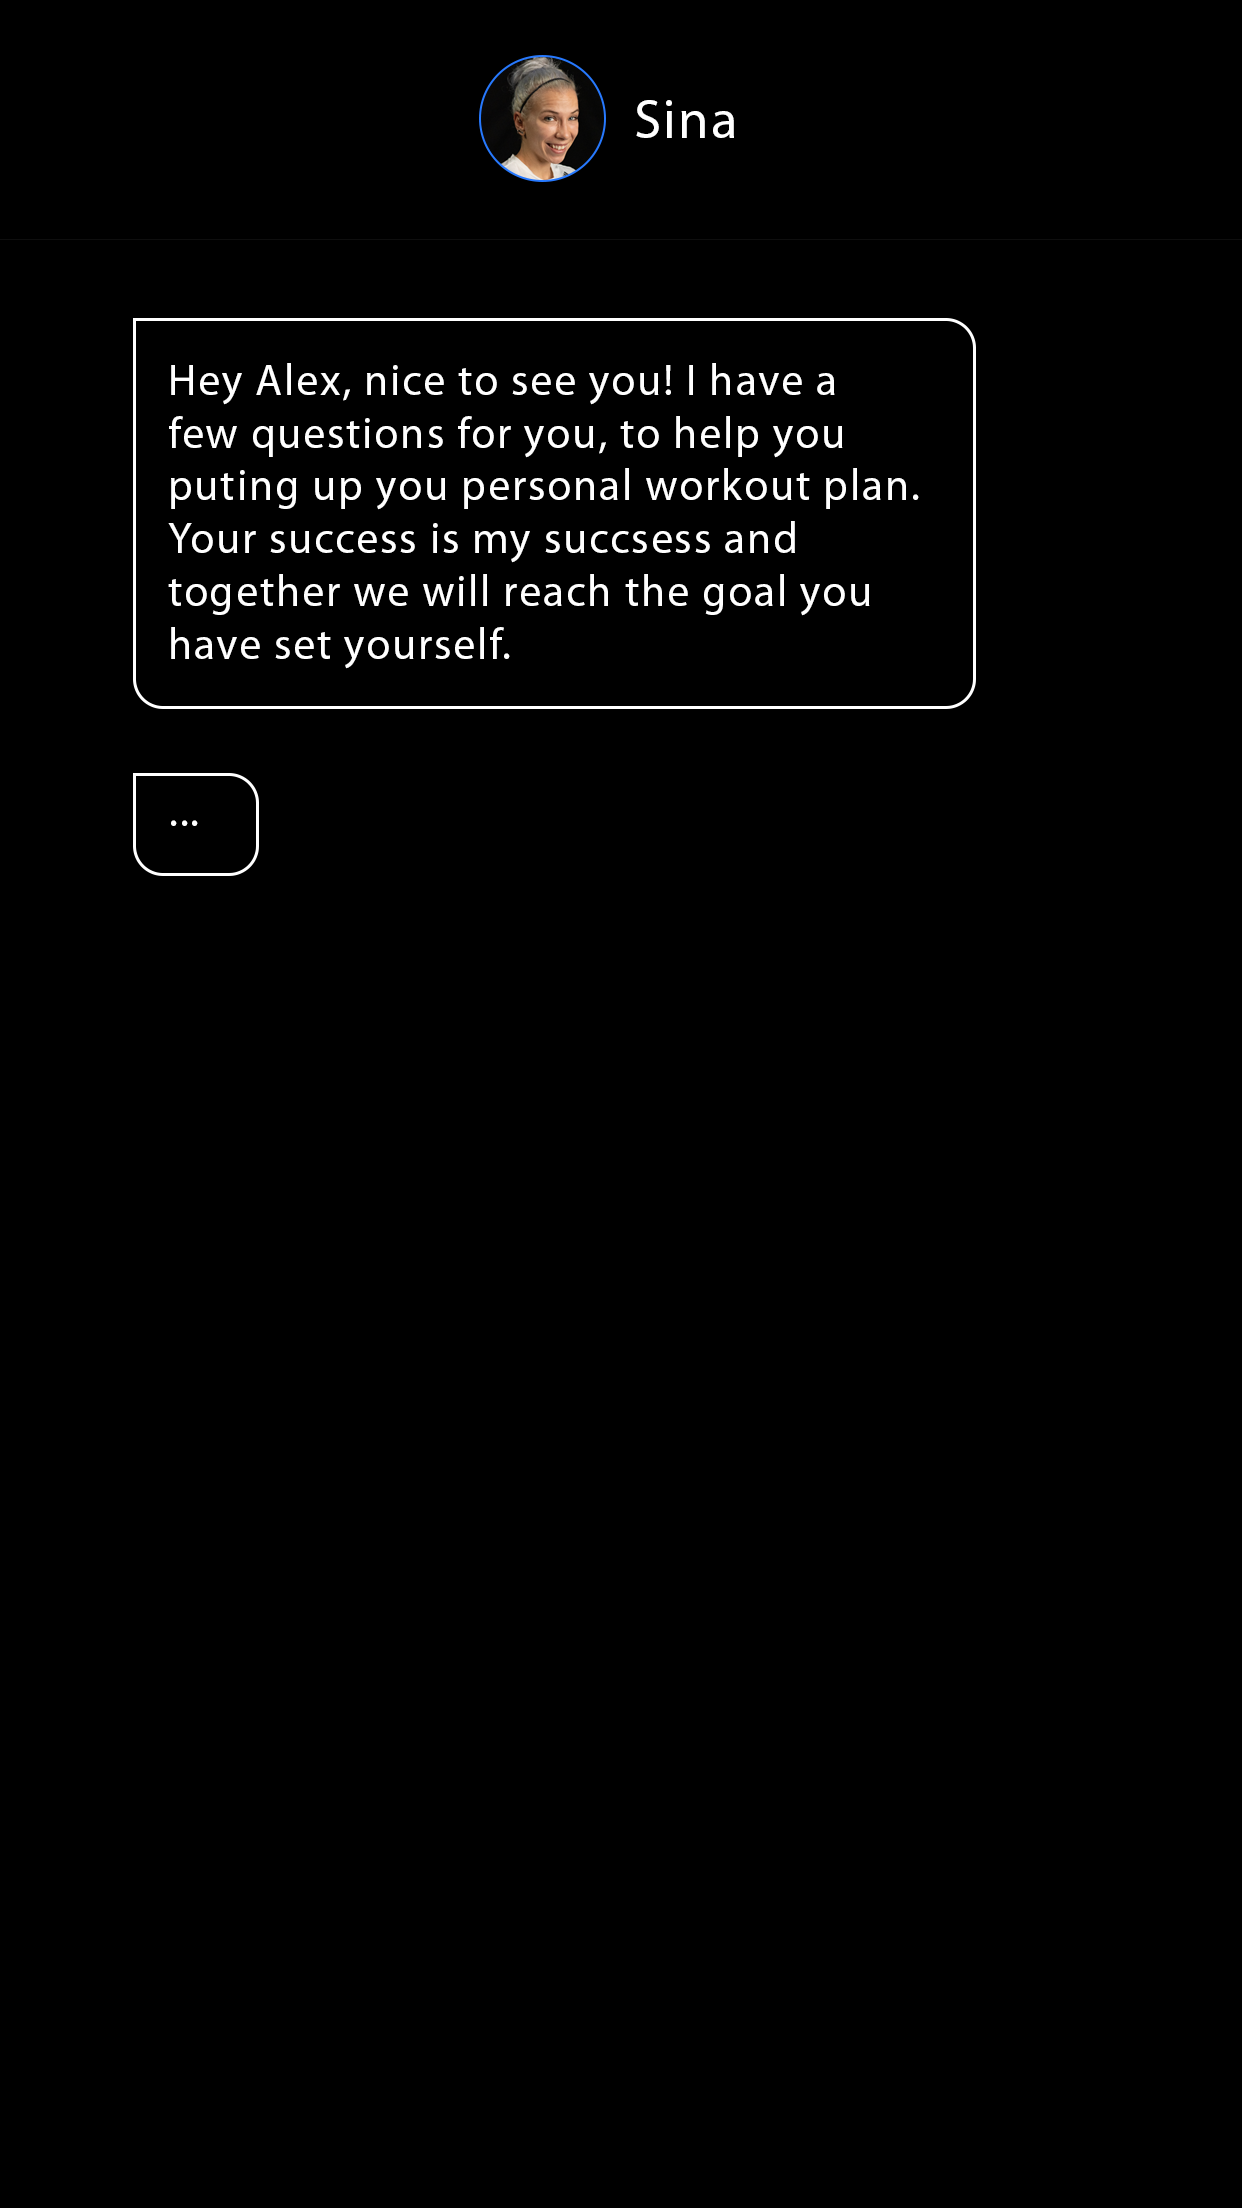 Sina
Hey Alex, nice to see you! I have a
few questions for you, to help you
puting up you personal workout plan.
Your success is my succsess and
together we will reach the goal you
have set yourself.
...